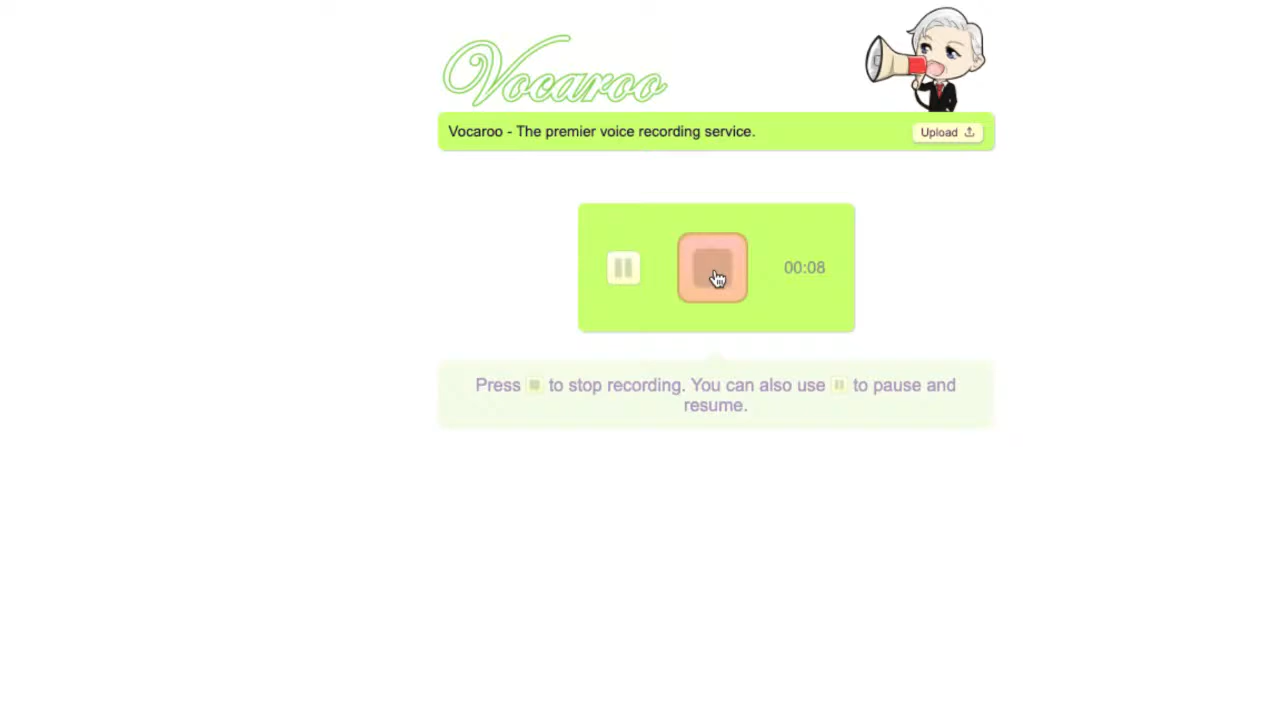 Vocaroo
Vocaroo - The premier voice recording service.
Upload
00:08
Press to stop recording. You can also use to pause and
resume.